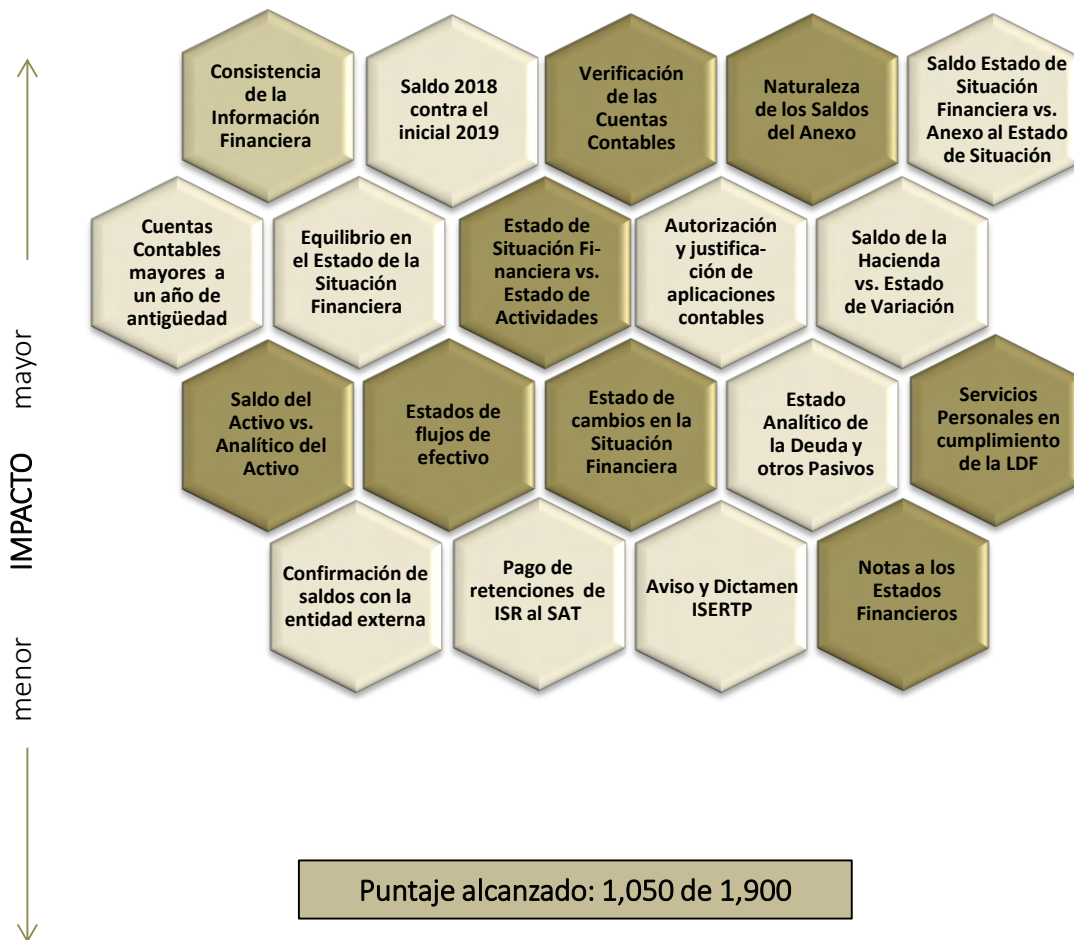 Consistencia
de la
Información
Financiera
Saldo 2018
contra el
inicial 2019
Verificación
de las
Cuentas
Contables
Naturaleza
de los Saldos
del Anexo
Saldo Estado de
Situación
Financiera vs.
Anexo al Estado
de Situación
Cuentas
Contables
mayores a
un año de
antigüedad
Equilibrio en
el Estado de la
Situación
Financiera
Estado de
Situación Fi-
nanciera vs.
Estado de
Actividades
Autorización
y justifica-
ción de
aplicaciones
contables
Saldo de la
Hacienda
vs. Estado
de Variación
Saldo del
Activo vs.
Analítico del
Activo
Estados de
flujos de
efectivo
Estado de
cambios en la
Situación
Financiera
Estado
Analítico de
la Deuda y
otros Pasivos
Servicios
Personales en
cumplimiento
de la LDF
Confirmación de
saldos con la
entidad externa
Pago de
retenciones de
ISR al SAT
Aviso y Dictamen
ISERTP
Notas a los
Estados
Financieros
menor IMPACTO mayor
Puntaje alcanzado: 1,050 de 1,900